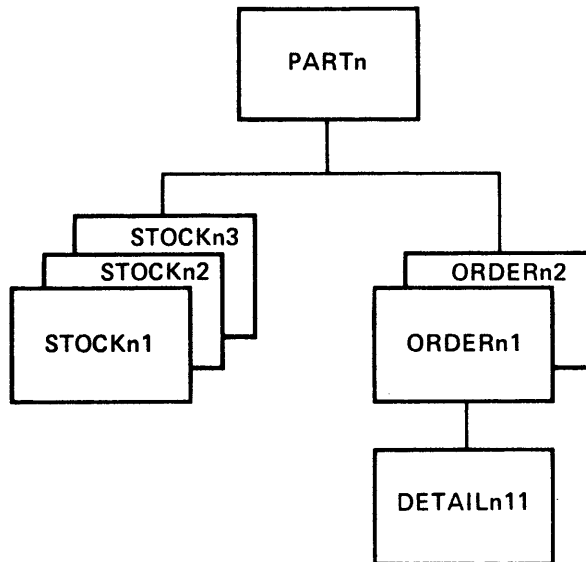 PARTn
STOCKn3
STOCKn2
STOCKn1
ORDERn2
ORDERn1
DETAILn11